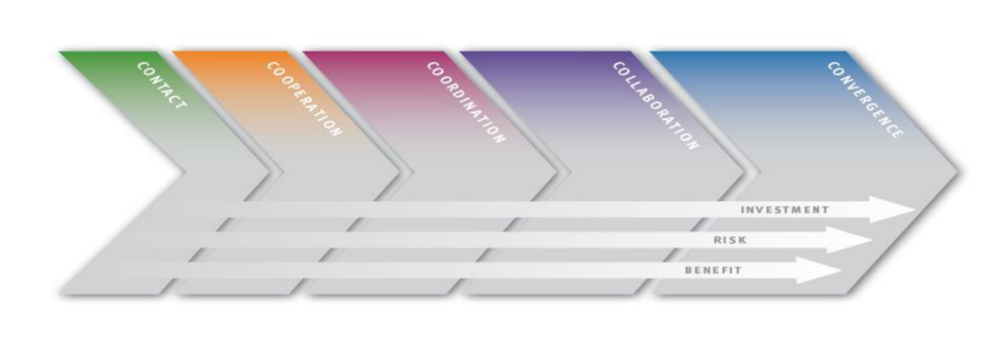 CONTACT
COOPERATION
COORDINATION
COLLABORATION
CONVERGENCE
INVESTMENT
RISK
BENEFIT